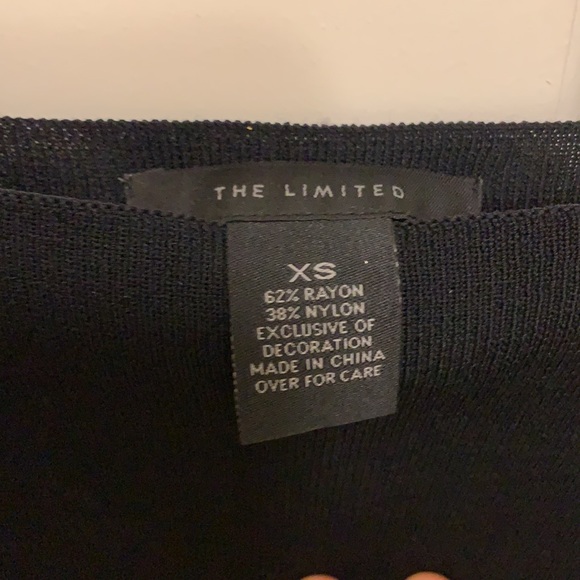 THE LIMITED
XS
62% RAYON
38% NYLON
EXCLUSIVE OF
DECORATION
MADE IN CHINA
OVER FOR CARE